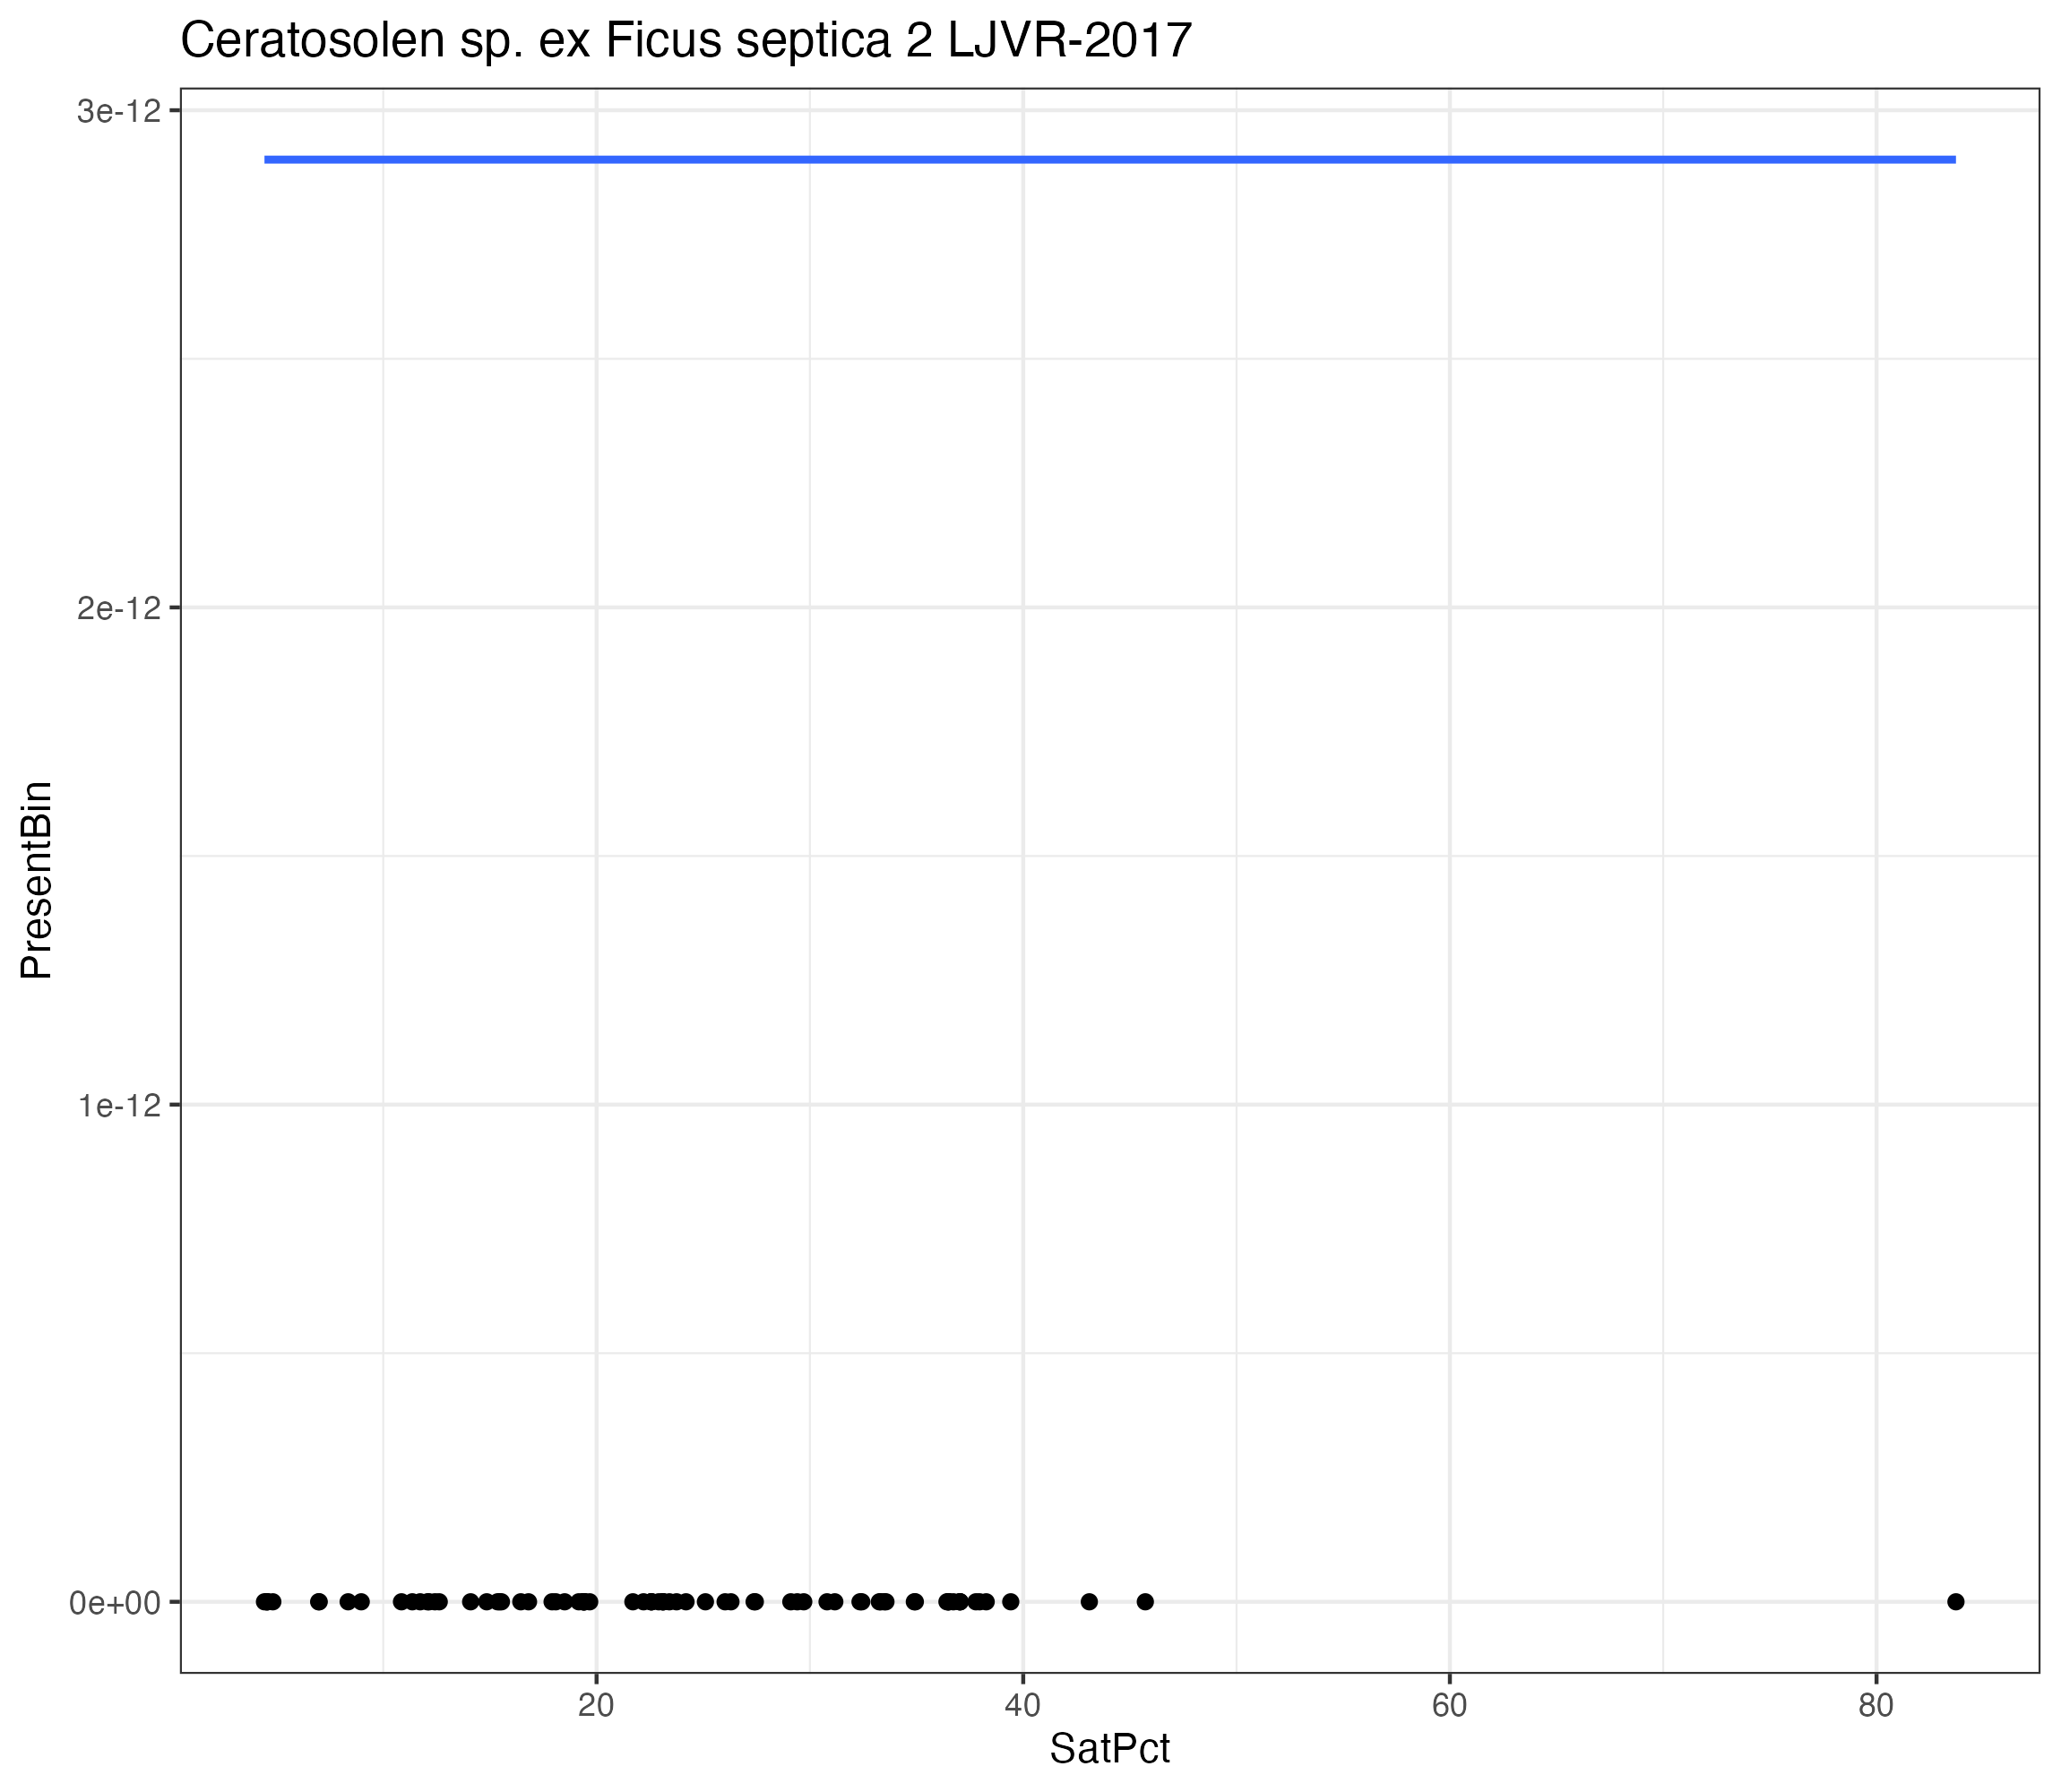 Ceratosolen sp. ex Ficus septica 2 LJVR-2017
3e-12
2e-12
1e-12
0e+00
PresentBin
20 40 60 80
SatPct